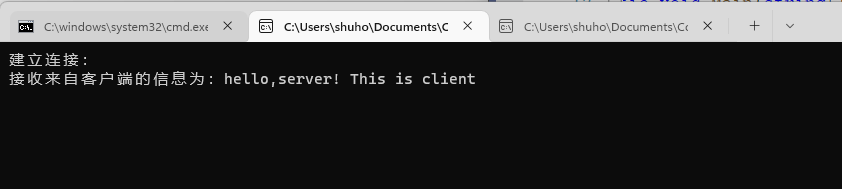 C:\windows\system32\cmd.exe
C:\Users\shuho\Documents\C
C:\Users\shuho\Documents\Co
建立连接:
接收来自客户端的信息为: hello,server! This is client